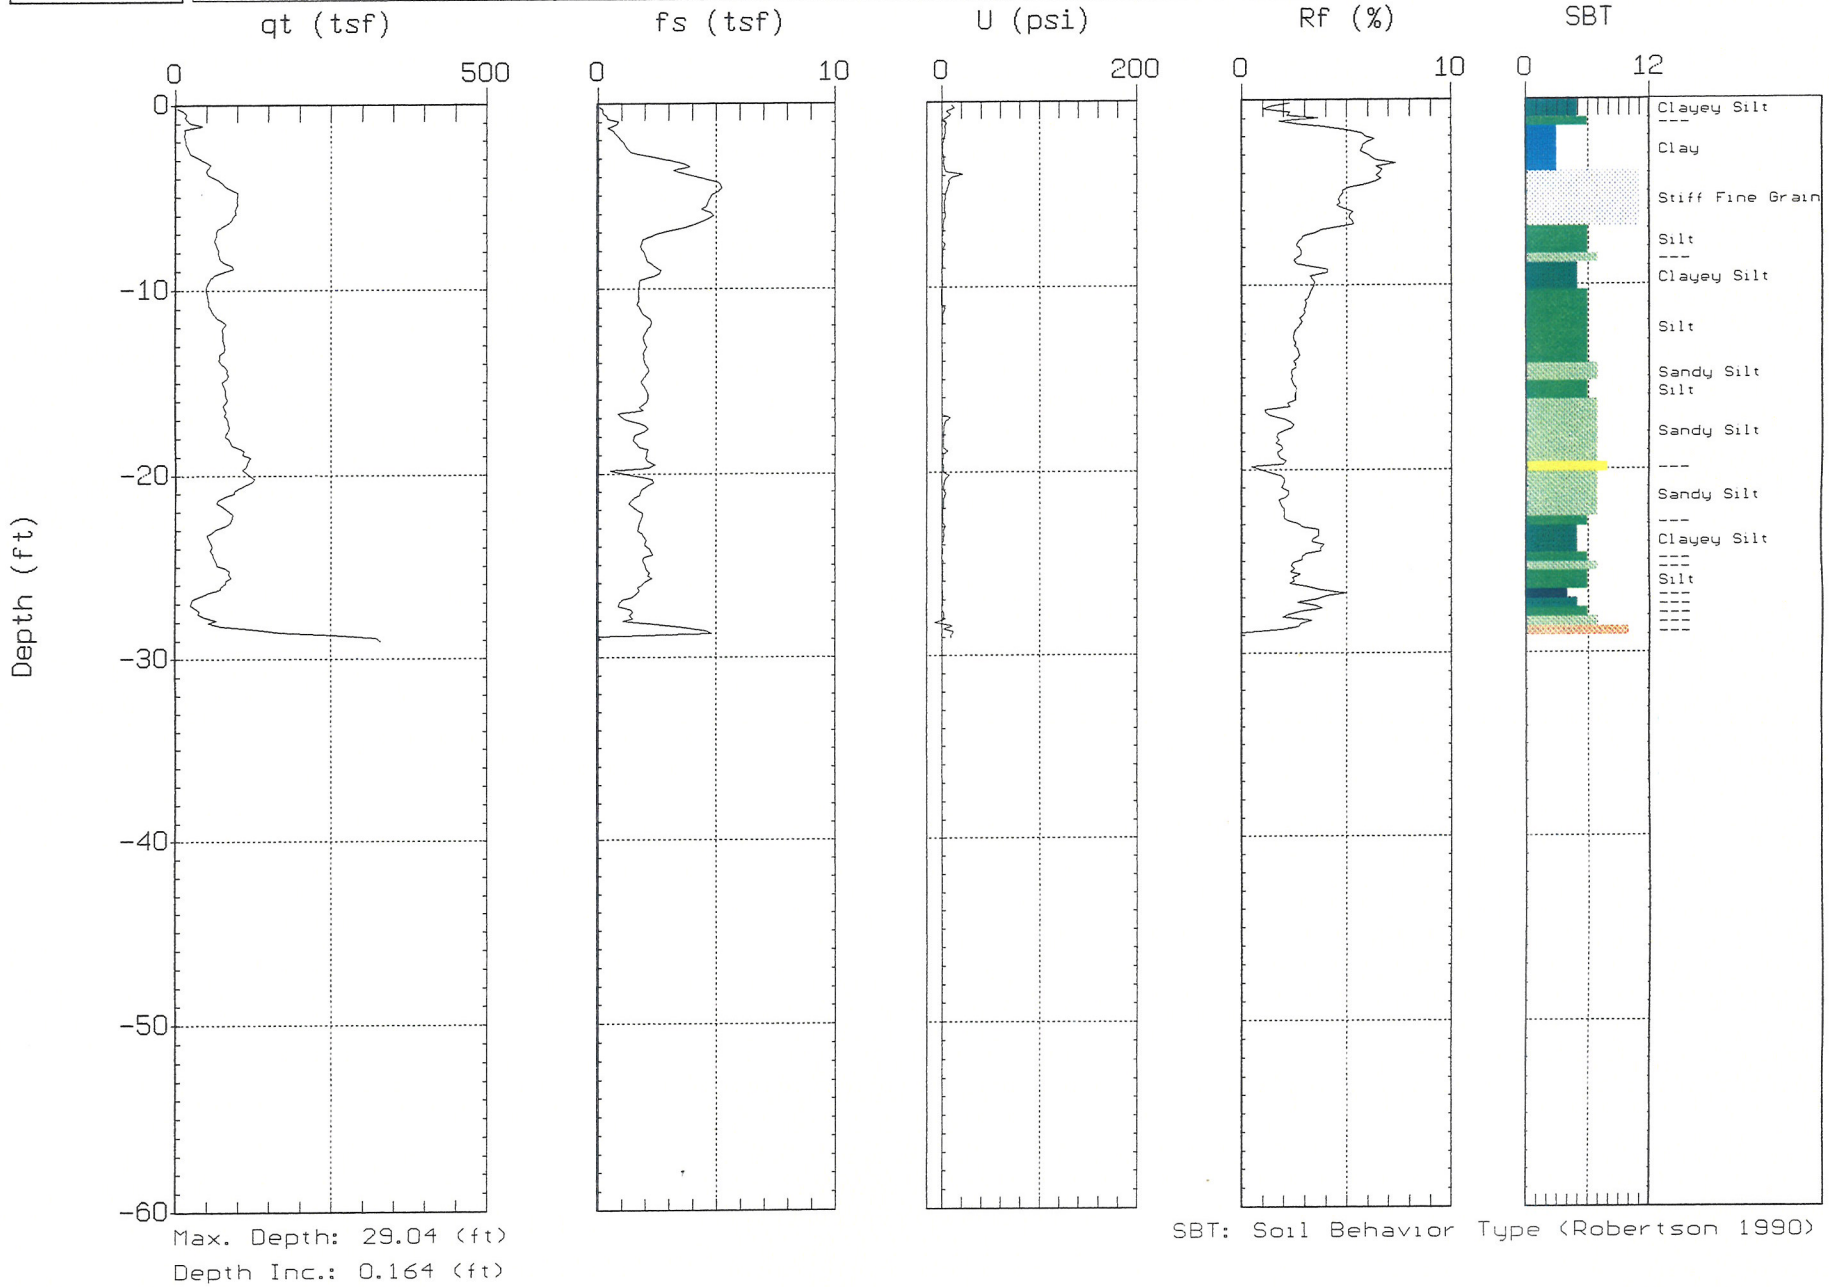 qt (tsf)
fs (tsf)
U (psi)
Rf (%)
SBT
0 500
0 10
0 200
0 10
0 12
0
-10
-20
-30
-40
-50
-60
Depth (ft)
Clayey Silt
---
Clay
Stiff Fine Grain
Silt
---
Clayey Silt
Silt
Sandy Silt
Silt
Sandy Silt
---
Sandy Silt
---
Clayey Silt
---
---
Silt
---
---
---
---
---
Max. Depth: 29.04 (ft)
Depth Inc.: 0.164 (ft)
SBT: Soil Behavior Type (Robertson 1990)